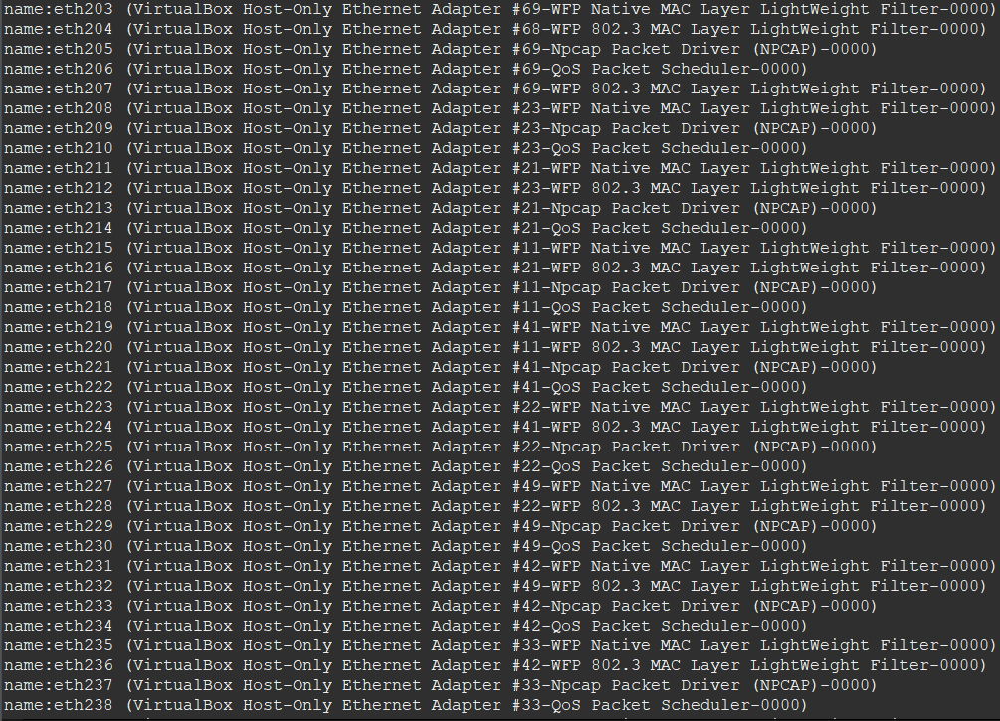 name:eth203 (VirtualBox Host-Only Ethernet Adapter #69-WFP Native MAC Layer LightWeight Filter-0000)
name:eth204 (VirtualBox Host-Only Ethernet Adapter #68-WFP 802.3 MAC Layer LightWeight Filter-0000)
name:eth205 (VirtualBox Host-Only Ethernet Adapter #69-Npcap Packet Driver (NPCAP)-0000)
name:eth206 (VirtualBox Host-Only Ethernet Adapter #69-QoS Packet Scheduler-0000)
name:eth207 (VirtualBox Host-Only Ethernet Adapter #69-WFP 802.3 MAC Layer LightWeight Filter-0000)
name:eth208 (VirtualBox Host-Only Ethernet Adapter #23-WFP Native MAC Layer LightWeight Filter-0000)
name:eth209 (VirtualBox Host-Only Ethernet Adapter #23-Npcap Packet Driver (NPCAP)-0000)
name:eth210 (VirtualBox Host-Only Ethernet Adapter #23-QoS Packet Scheduler-0000)
name:eth211 (VirtualBox Host-Only Ethernet Adapter #21-WFP Native MAC Layer LightWeight Filter-0000)
name:eth212 (VirtualBox Host-Only Ethernet Adapter #23-WFP 802.3 MAC Layer LightWeight Filter-0000)
name:eth213 (VirtualBox Host-Only Ethernet Adapter #21-Npcap Packet Driver (NPCAP)-0000)
name:eth214 (VirtualBox Host-Only Ethernet Adapter #21-QoS Packet Scheduler-0000)
name:eth215 (VirtualBox Host-Only Ethernet Adapter #11-WFP Native MAC Layer LightWeight Filter-0000)
name:eth216 (VirtualBox Host-Only Ethernet Adapter #21-WFP 802.3 MAC Layer LightWeight Filter-0000)
name:eth217 (VirtualBox Host-Only Ethernet Adapter #11-Npcap Packet Driver (NPCAP)-0000)
name:eth218 (VirtualBox Host-Only Ethernet Adapter #11-QoS Packet Scheduler-0000)
name:eth219 (VirtualBox Host-Only Ethernet Adapter #41-WFP Native MAC Layer LightWeight Filter-0000)
name:eth220 (VirtualBox Host-Only Ethernet Adapter #11-WFP 802.3 MAC Layer LightWeight Filter-0000)
name:eth221 (VirtualBox Host-Only Ethernet Adapter #41-Npcap Packet Driver (NPCAP)-0000)
name:eth222 (VirtualBox Host-Only Ethernet Adapter #41-QoS Packet Scheduler-0000)
name:eth223 (VirtualBox Host-Only Ethernet Adapter #22-WFP Native MAC Layer LightWeight Filter-0000)
name:eth224 (VirtualBox Host-Only Ethernet Adapter #41-WFP 802.3 MAC Layer LightWeight Filter-0000)
name:eth225 (VirtualBox Host-Only Ethernet Adapter #22-Npcap Packet Driver (NPCAP)-0000)
name:eth226 (VirtualBox Host-Only Ethernet Adapter #22-QoS Packet Scheduler-0000)
name:eth227 (VirtualBox Host-Only Ethernet Adapter #49-WFP Native MAC Layer LightWeight Filter-0000)
name:eth228 (VirtualBox Host-Only Ethernet Adapter #22-WFP 802.3 MAC Layer LightWeight Filter-0000)
name:eth229 (VirtualBox Host-Only Ethernet Adapter #49-Npcap Packet Driver (NPCAP)-0000)
name:eth230 (VirtualBox Host-Only Ethernet Adapter #49-QoS Packet Scheduler-0000)
name:eth231 (VirtualBox Host-Only Ethernet Adapter #42-WFP Native MAC Layer LightWeight Filter-0000)
name:eth232 (VirtualBox Host-Only Ethernet Adapter #49-WFP 802.3 MAC Layer LightWeight Filter-0000)
name:eth233 (VirtualBox Host-Only Ethernet Adapter #42-Npcap Packet Driver (NPCAP)-0000)
name:eth234 (VirtualBox Host-Only Ethernet Adapter #42-QoS Packet Scheduler-0000)
name:eth235 (VirtualBox Host-Only Ethernet Adapter #33-WFP Native MAC Layer LightWeight Filter-0000)
name:eth236 (VirtualBox Host-Only Ethernet Adapter #42-WFP 802.3 MAC Layer LightWeight Filter-0000)
name:eth237 (VirtualBox Host-Only Ethernet Adapter #33-Npcap Packet Driver (NPCAP)-0000)
name:eth238 (VirtualBox Host-Only Ethernet Adapter #33-QoS Packet Scheduler-0000)